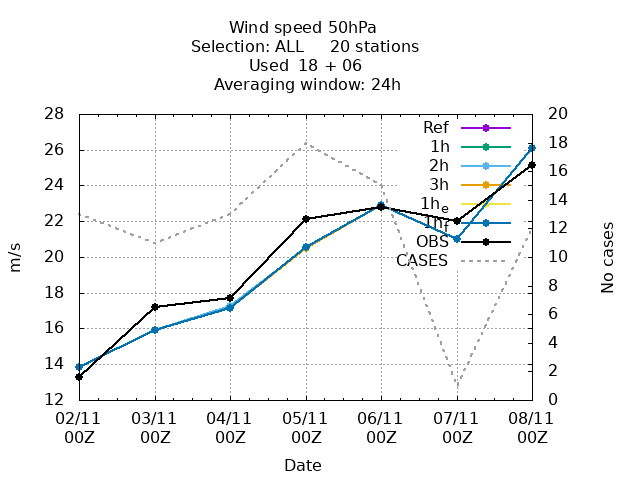 Wind speed 50hPa
Selection: ALL     20 stations
Used  18 + 06
Averaging window: 24h
28
26
24
22
20
18
16
14
12
m/s
20
18
16
14
12
10
8
6
4
2
0
No cases
Ref
1h
2h
3h
1h_e
1h_f
OBS
CASES
02/11 03/11 04/11 05/11 06/11 07/11 08/11
00Z 00Z 00Z 00Z 00Z 00Z 00Z
Date